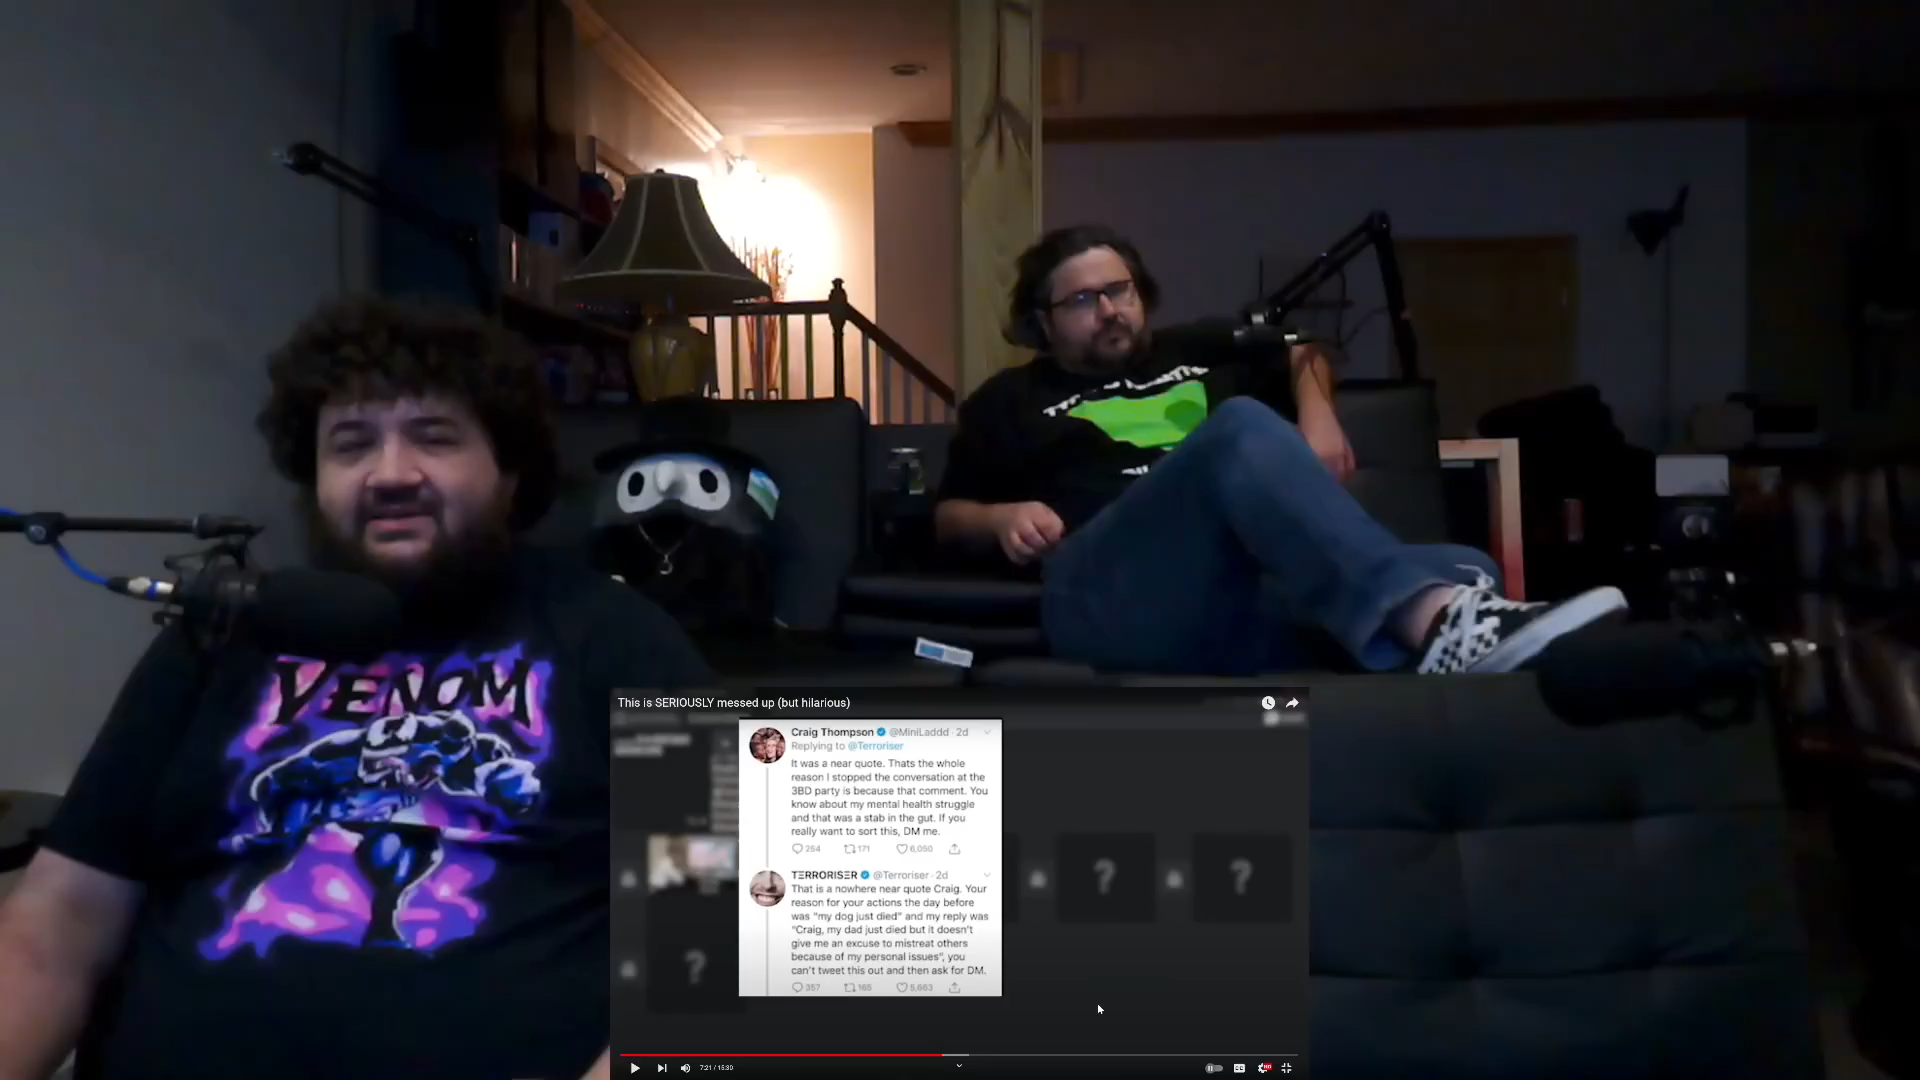 VENOM
This is SERIOUSLY messed up (but hilarious)
Craig Thompson @MiniLaddd · 2d
Replying to @Terroriser
It was a near quote. Thats the whole
reason I stopped the conversation at the
3BD party is because that comment. You
know about my mental health struggle
and that was a stab in the gut. If you
really want to sort this, DM me.
254 171 6,050
TΞRRORISΞR @Terroriser · 2d
That is a nowhere near quote Craig. Your
reason for your actions the day before
was "my dog just died" and my reply was
"Craig, my dad just died but it doesn't
give me an excuse to mistreat others
because of my personal issues", you
can't tweet this out and then ask for DM.
357 165 5,663
? ?
?
7:21 / 15:30